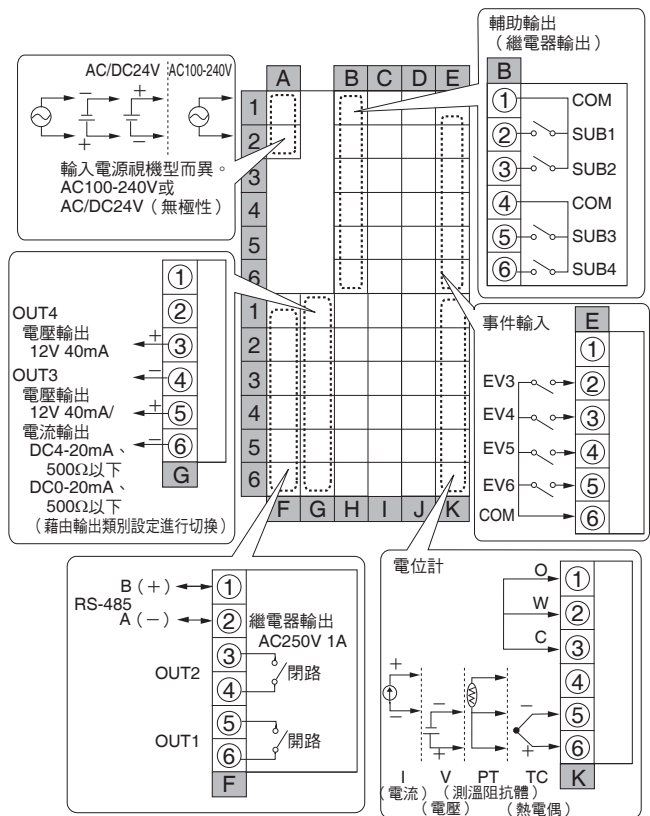 AC/DC24V AC100-240V
輸入電源視機型而異。
AC100-240V或
AC/DC24V（無極性）
A B C D E
1
2
3
4
5
6
1
2
3
4
5
6
F G H I J K
輔助輸出
（繼電器輸出）
B
① COM
② SUB1
③ SUB2
④ COM
⑤ SUB3
⑥ SUB4
①
OUT4 ②
電壓輸出
12V 40mA + ③
OUT3 − ④
電壓輸出
12V 40mA/ + ⑤
電流輸出 − ⑥
DC4-20mA、
500Ω以下
DC0-20mA、
500Ω以下
G
（藉由輸出類別設定進行切換）
事件輸入 E
①
EV3 ②
EV4 ③
EV5 ④
EV6 ⑤
COM ⑥
B（＋） ①
RS-485
A（－） ② 繼電器輸出
AC250V 1A
OUT2 ③ 閉路
④
OUT1 ⑤ 開路
⑥
F
電位計
O ①
W ②
C ③
④
− ⑤
+ ⑥
I V PT TC K
（電流）（測溫阻抗體）
（電壓） （熱電偶）